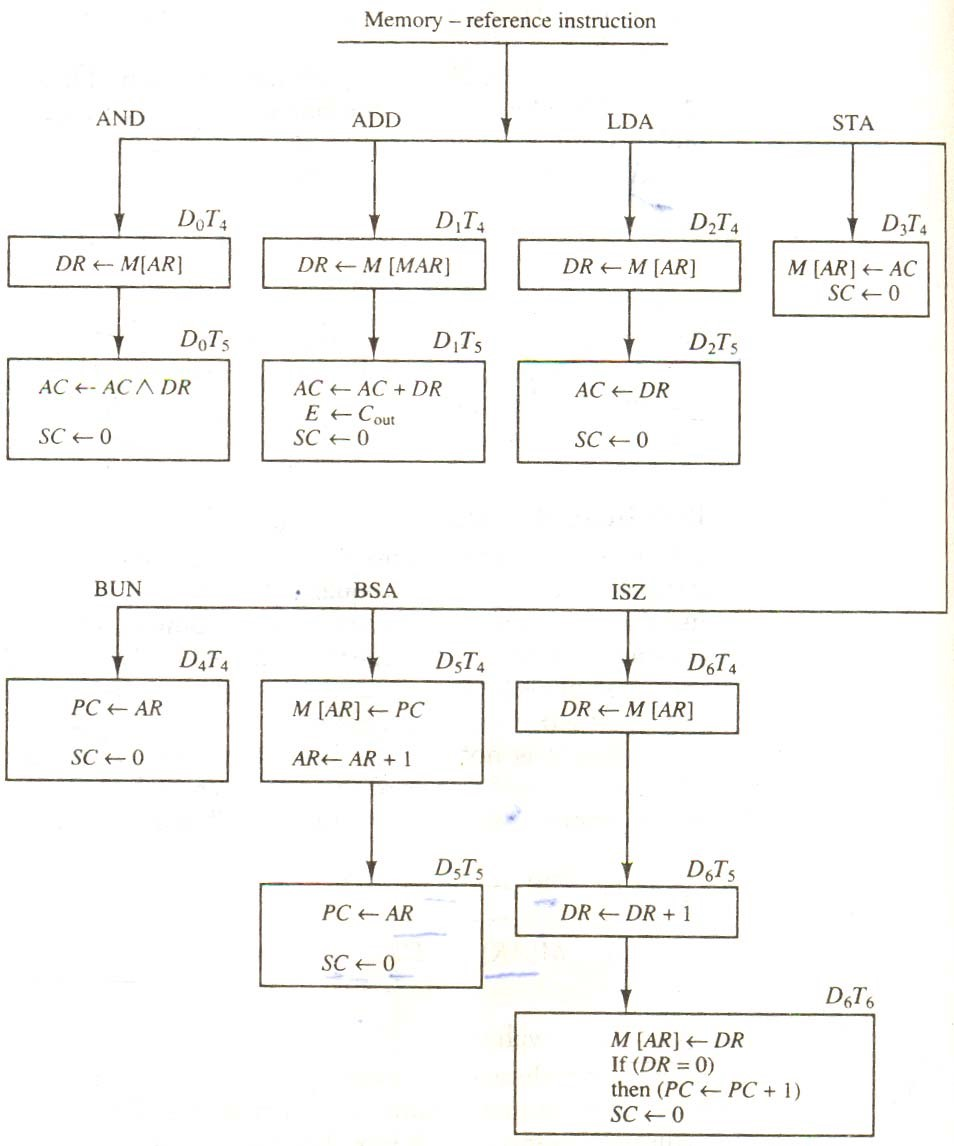 Memory – reference instruction
AND ADD LDA STA
D₀T₄ D₁T₄ D₂T₄ D₃T₄
DR ← M[AR]
DR ← M [MAR]
DR ← M [AR]
M [AR] ← AC
SC ← 0
D₀T₅ D₁T₅ D₂T₅
AC ← AC ∧ DR
SC ← 0
AC ← AC + DR
E ← Cout
SC ← 0
AC ← DR
SC ← 0
BUN BSA ISZ
D₄T₄ D₅T₄ D₆T₄
PC ← AR
SC ← 0
M [AR] ← PC
AR ← AR + 1
DR ← M [AR]
D₅T₅ D₆T₅
PC ← AR
SC ← 0
DR ← DR + 1
D₆T₆
M [AR] ← DR
If (DR = 0)
then (PC ← PC + 1)
SC ← 0